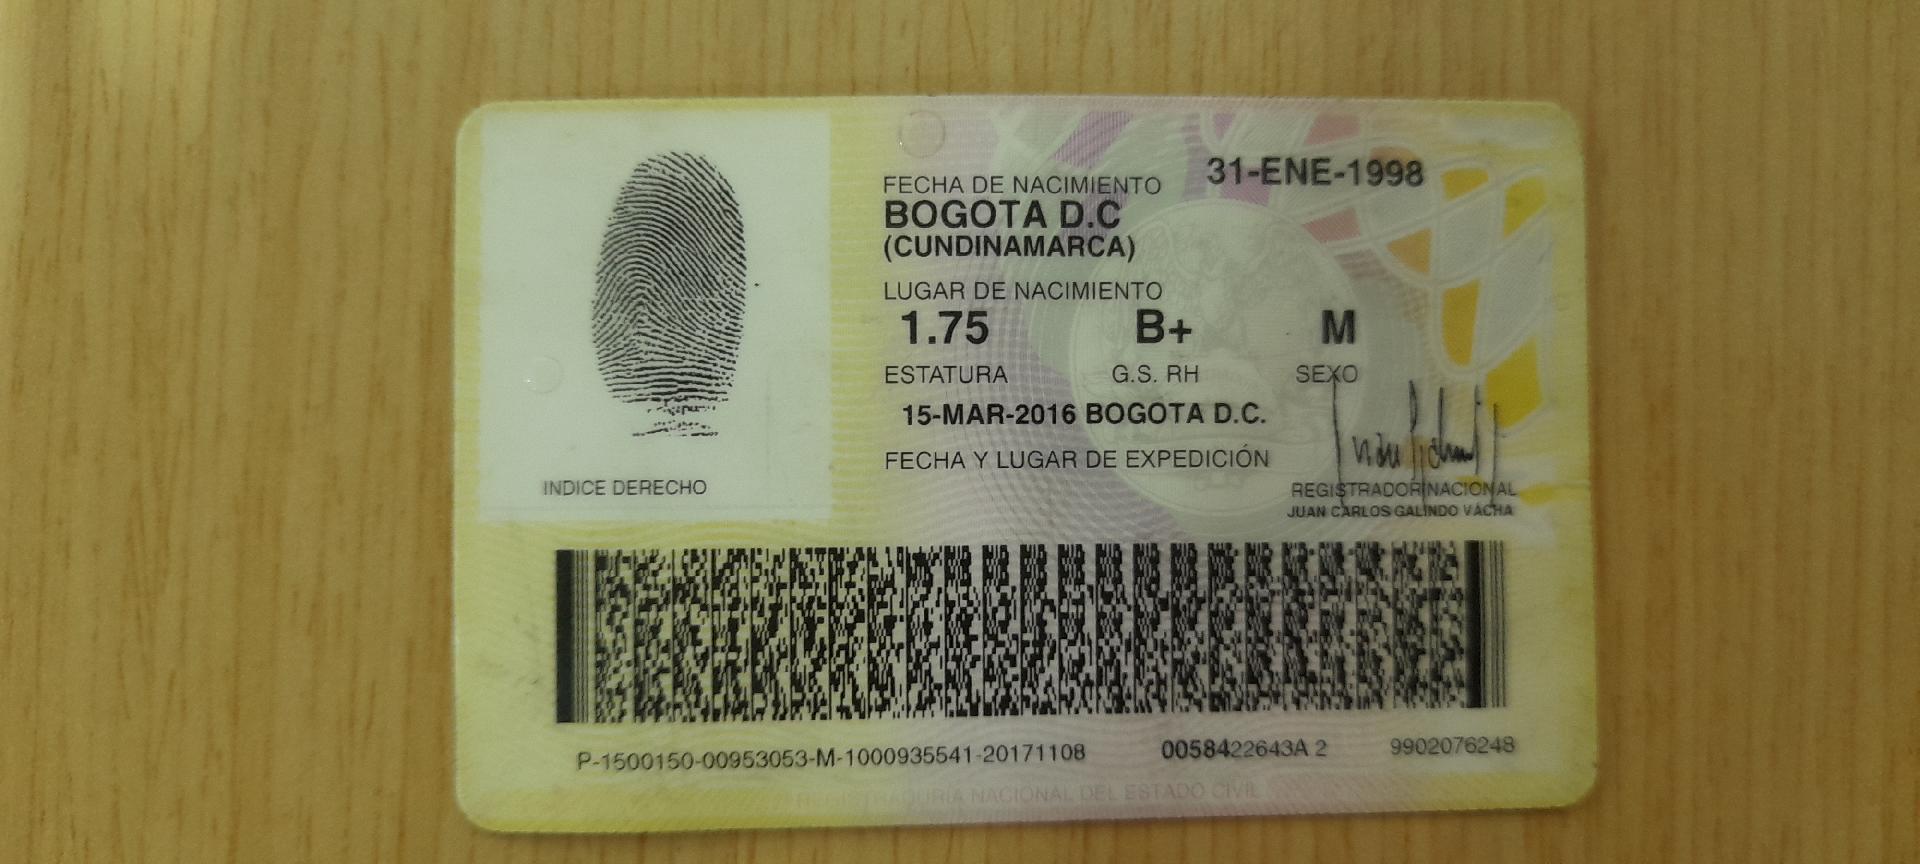 FECHA DE NACIMIENTO 31-ENE-1998
BOGOTA D.C
(CUNDINAMARCA)
LUGAR DE NACIMIENTO
1.75 B+ M
ESTATURA G.S. RH SEXO
15-MAR-2016 BOGOTA D.C.
FECHA Y LUGAR DE EXPEDICIÓN
INDICE DERECHO
REGISTRADOR NACIONAL
JUAN CARLOS GALINDO VÁCHA
P-1500150-00953053-M-1000935541-20171108 0058422643A 2 9902076248
REGISTRADURÍA NACIONAL DEL ESTADO CIVIL